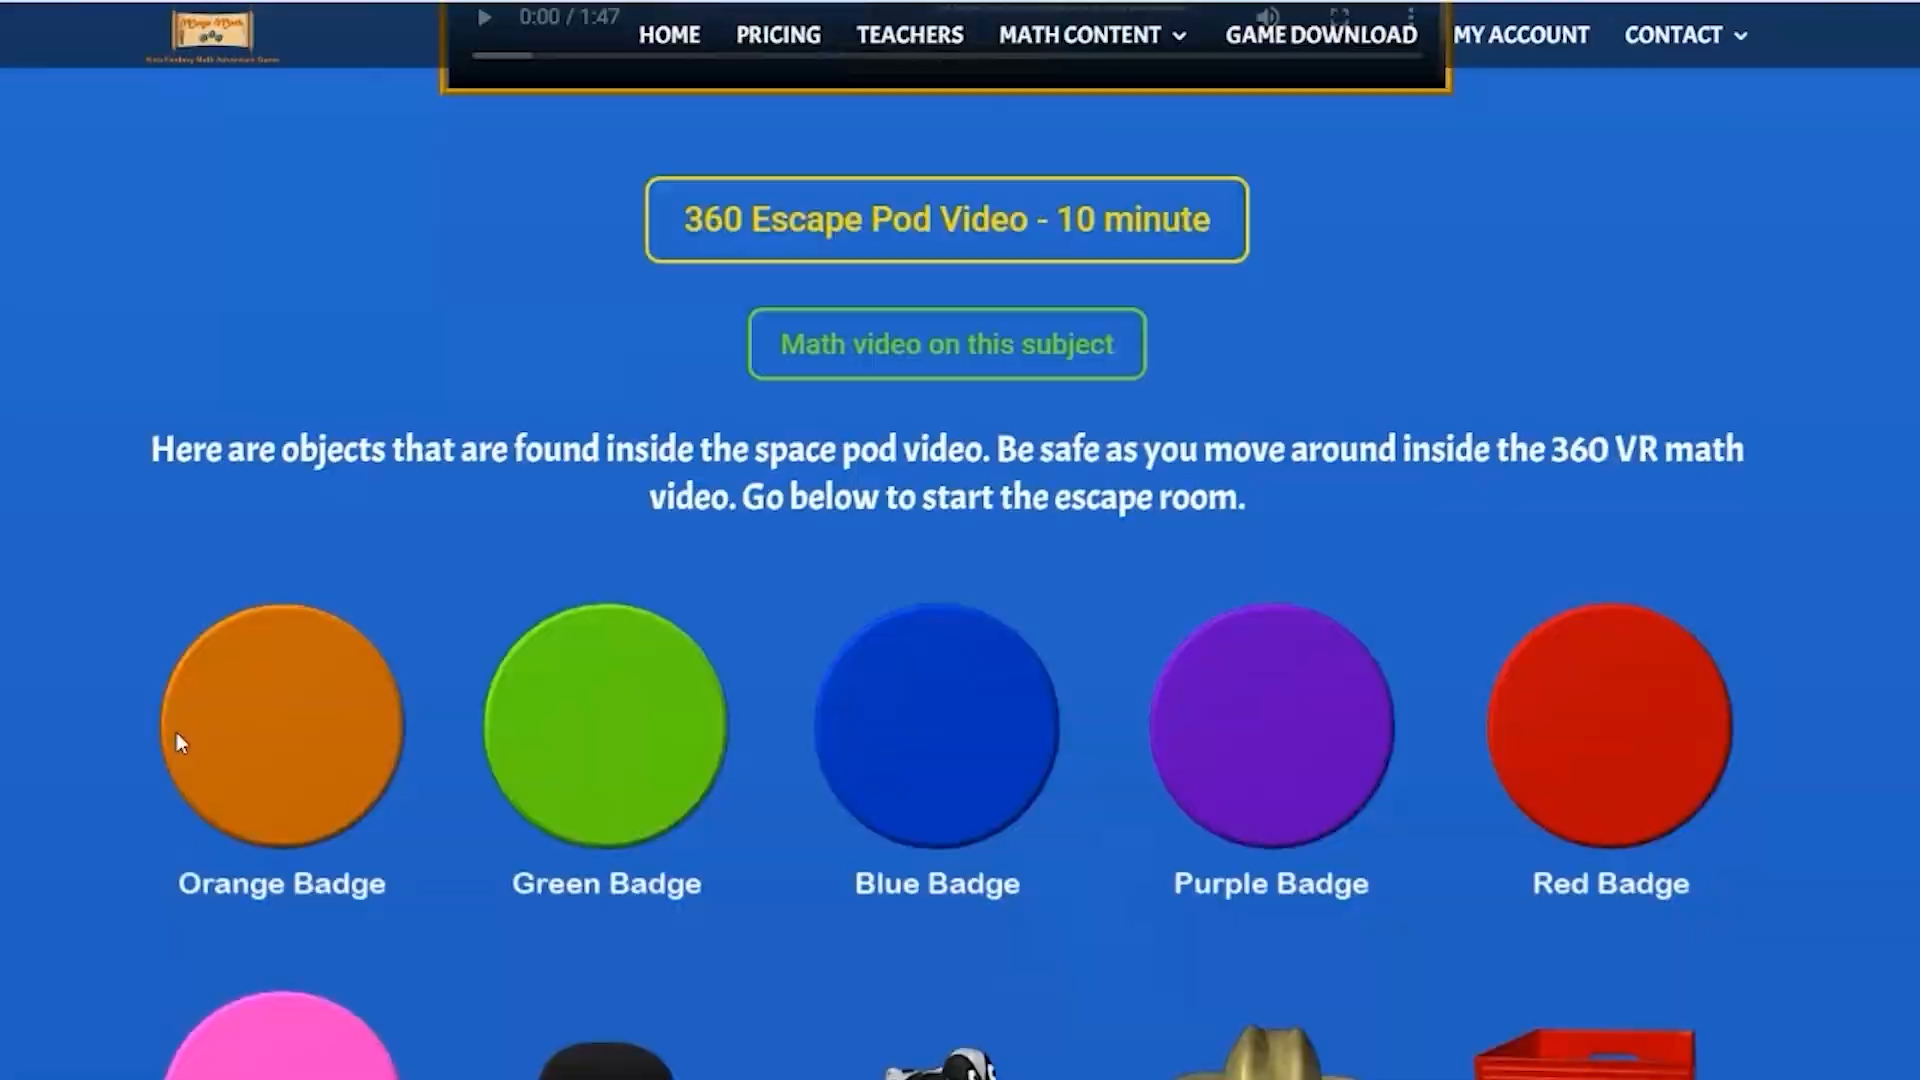 0:00 / 1:47
HOME PRICING TEACHERS MATH CONTENT GAME DOWNLOAD MY ACCOUNT CONTACT
360 Escape Pod Video - 10 minute
Math video on this subject
Here are objects that are found inside the space pod video. Be safe as you move around inside the 360 VR math
video. Go below to start the escape room.
Orange Badge Green Badge Blue Badge Purple Badge Red Badge